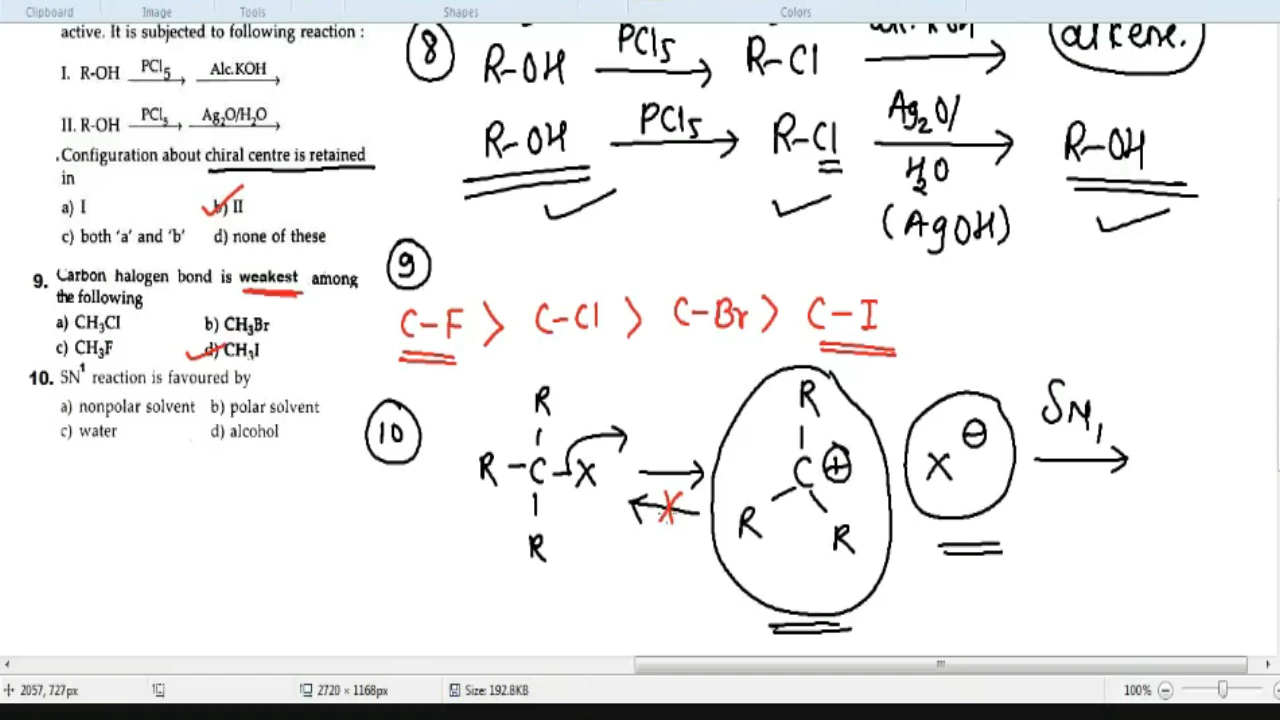 Clipboard Image Tools Shapes Colors
active. It is subjected to following reaction :
I. R-OH PCl5 Alc.KOH
II. R-OH PCl5 Ag2O/H2O
.Configuration about chiral centre is retained
in
a) I b) II
c) both 'a' and 'b' d) none of these
9. Carbon halogen bond is weakest among
the following
a) CH3Cl b) CH3Br
c) CH3F d) CH3I
10. SN1 reaction is favoured by
a) nonpolar solvent b) polar solvent
c) water d) alcohol
8 R-OH PCl5 R-Cl alkene.
R-OH PCl5 R-Cl Ag2O/ R-OH
H2O
(AgOH)
9
C-F > C-Cl > C-Br > C-I
10
R
R-C-X
R
R
C ⊕
R R
X ⊖
SN1
2057, 727px 2720 × 1168px Size: 192.8KB 100%